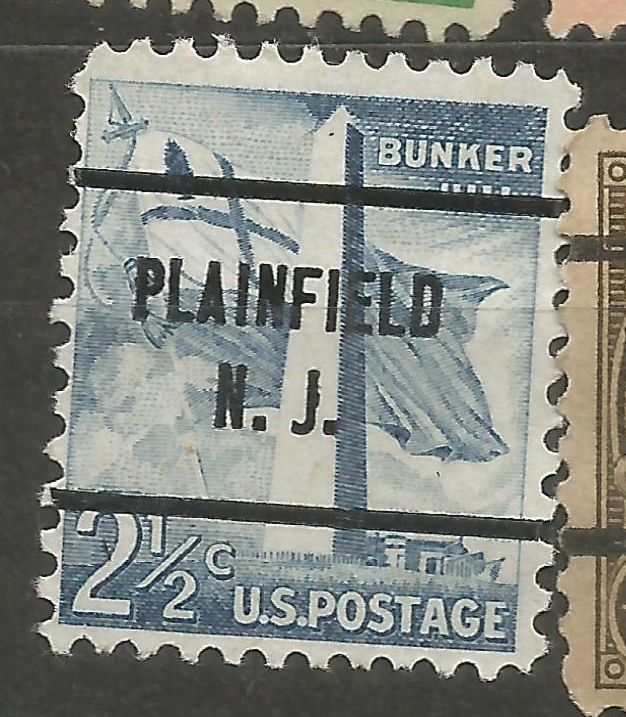 BUNKER
PLAINFIELD
N. J.
2½c
U.S.POSTAGE